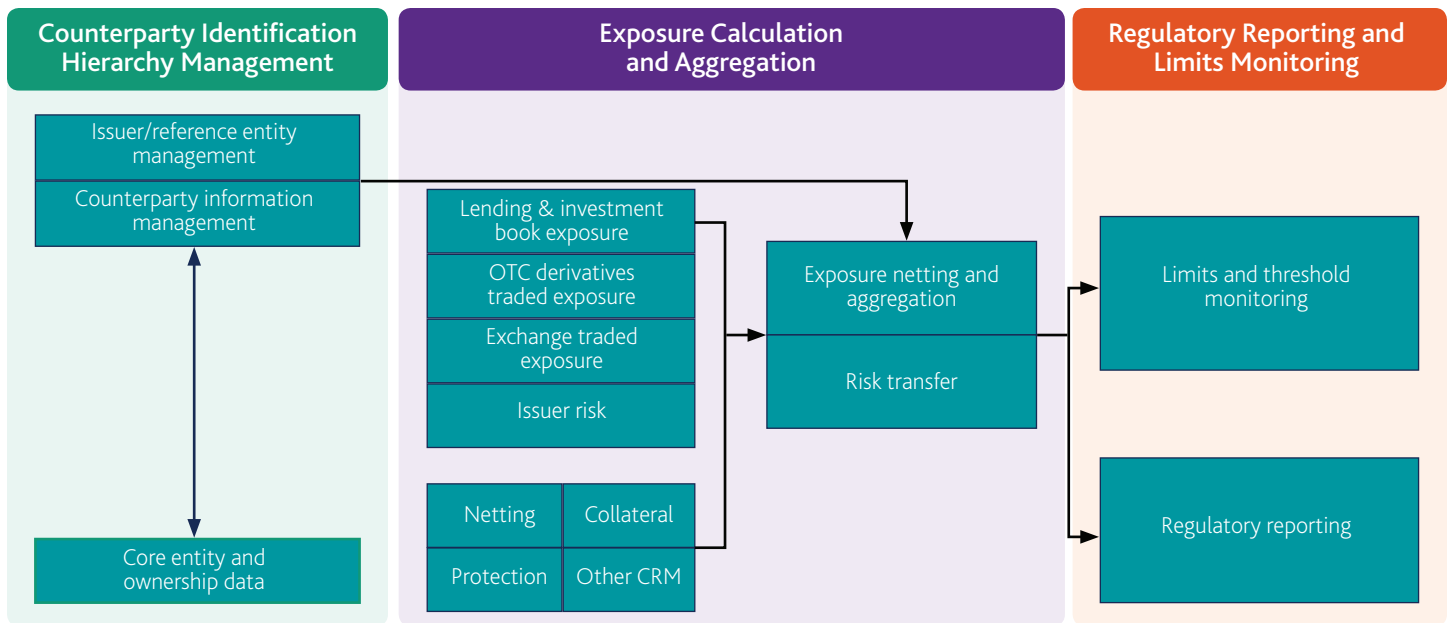 Counterparty Identification
Hierarchy Management
Issuer/reference entity
management
Counterparty information
management
Core entity and
ownership data
Exposure Calculation
and Aggregation
Lending & investment
book exposure
OTC derivatives
traded exposure
Exchange traded
exposure
Issuer risk
Netting
Collateral
Protection
Other CRM
Exposure netting and
aggregation
Risk transfer
Regulatory Reporting and
Limits Monitoring
Limits and threshold
monitoring
Regulatory reporting